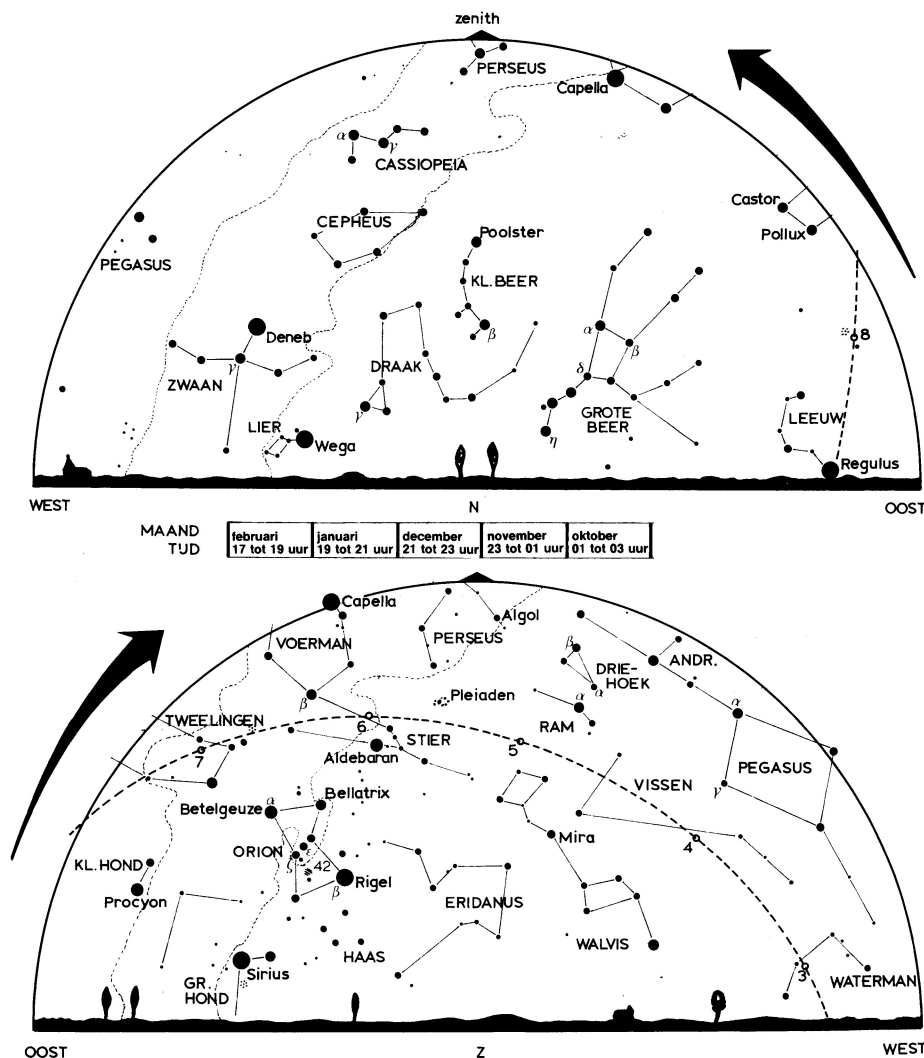 zenith
PERSEUS
Capella
α
γ
CASSIOPEIA
Castor
CEPHEUS
Poolster
Pollux
PEGASUS
KL.BEER
Deneb
α
β
8
β
γ
DRAAK
δ
ZWAAN
GROTE
BEER
LEEUW
LIER
γ
Wega
η
Regulus
WEST
N
OOST
MAAND
TIJD
februari
17 tot 19 uur
januari
19 tot 21 uur
december
21 tot 23 uur
november
23 tot 01 uur
oktober
01 tot 03 uur
Capella
Algol
VOERMAN
PERSEUS
β
DRIE-
HOEK
ANDR.
α
Pleiaden
β
α
α
TWEELINGEN
6
RAM
STIER
5
7
Aldebaran
VISSEN
PEGASUS
γ
Bellatrix
Betelgeuze
α
Mira
4
ORION
ε
ζ
42
KL.HOND
Rigel
β
Procyon
ERIDANUS
WALVIS
HAAS
Sirius
GR.
HOND
3
WATERMAN
OOST
Z
WEST